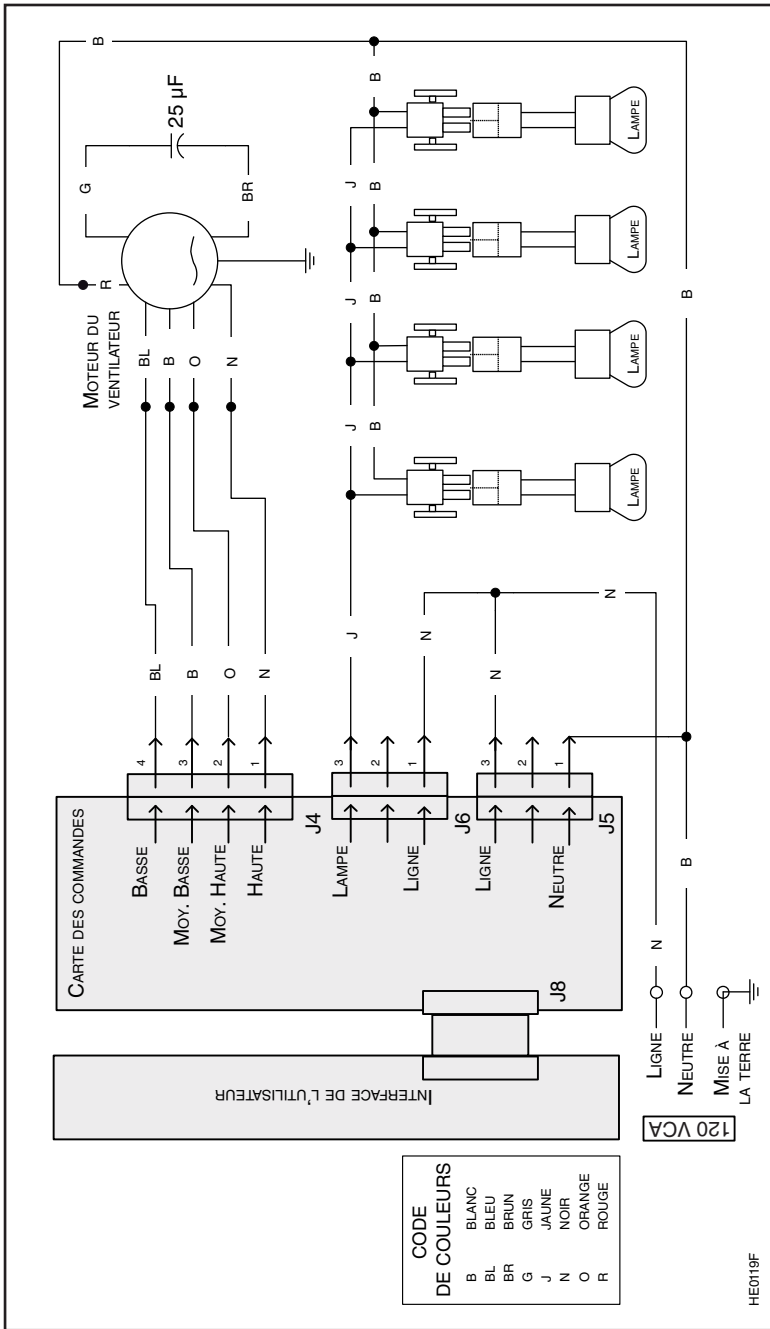 B
25 µF
G
BR
R
MOTEUR DU
VENTILATEUR
BL
B
O
N
BL
B
O
N
CARTE DES COMMANDES
BASSE
MOY. BASSE
MOY. HAUTE
HAUTE
4
3
2
1
J4
LAMPE
LIGNE
3
2
1
J6
LIGNE
NEUTRE
3
2
1
J5
J8
INTERFACE DE L'UTILISATEUR
J
N
N
N
J
J
J
B
B
B
B
B
LAMPE
LAMPE
LAMPE
LAMPE
N
B
LIGNE
NEUTRE
MISE À
LA TERRE
120 VCA
CODE
DE COULEURS
B BLANC
BL BLEU
BR BRUN
G GRIS
J JAUNE
N NOIR
O ORANGE
R ROUGE
HE0119F